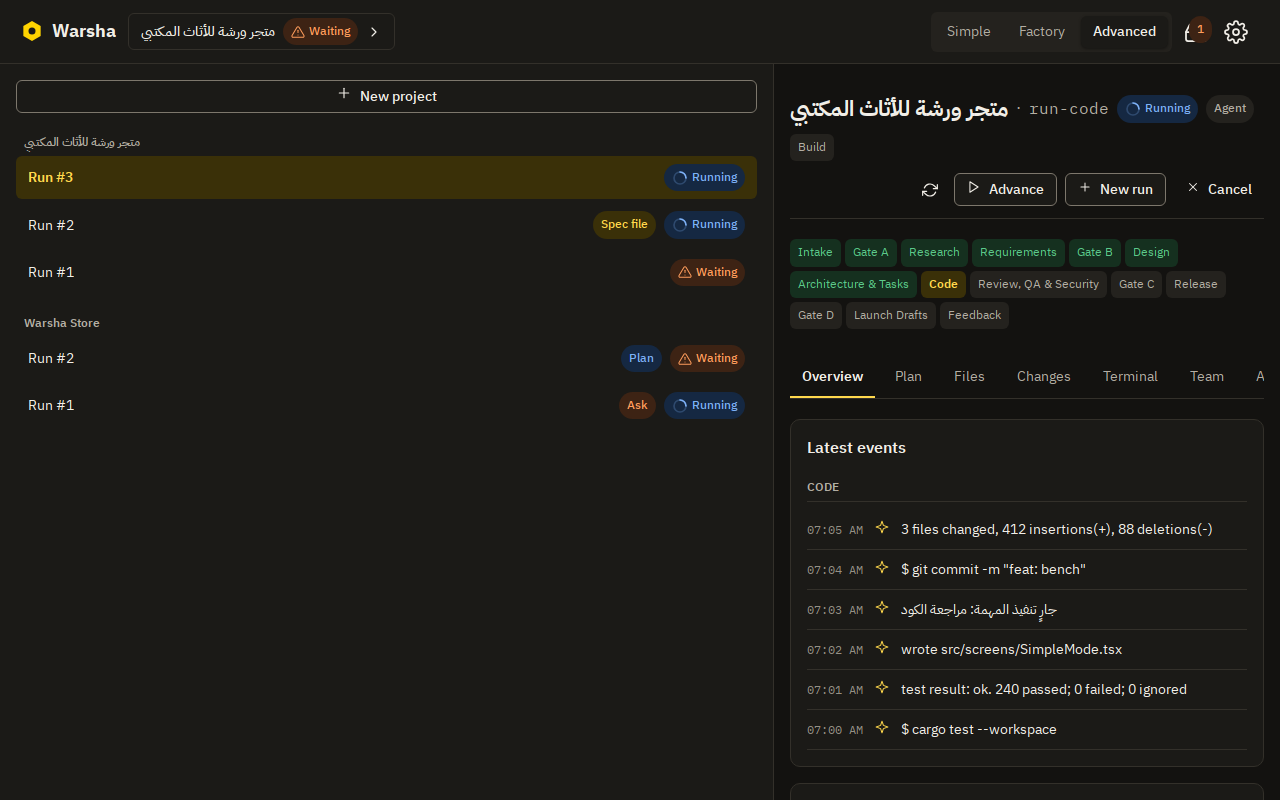 Warsha
متجر ورشة للأثاث المكتبي Waiting
Simple Factory Advanced 1
New project
متجر ورشة للأثاث المكتبي
Run #3 Running
Run #2 Spec file Running
Run #1 Waiting
Warsha Store
Run #2 Plan Waiting
Run #1 Ask Running
متجر ورشة للأثاث المكتبي · run-code Running Agent
Build
Advance New run Cancel
Intake Gate A Research Requirements Gate B Design
Architecture & Tasks Code Review, QA & Security Gate C Release
Gate D Launch Drafts Feedback
Overview Plan Files Changes Terminal Team A
Latest events
CODE
07:05 AM 3 files changed, 412 insertions(+), 88 deletions(-)
07:04 AM $ git commit -m "feat: bench"
07:03 AM جارٍ تنفيذ المهمة: مراجعة الكود
07:02 AM wrote src/screens/SimpleMode.tsx
07:01 AM test result: ok. 240 passed; 0 failed; 0 ignored
07:00 AM $ cargo test --workspace